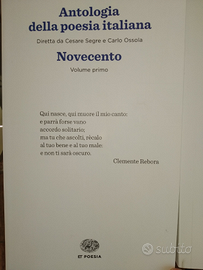 Antologia
della poesia italiana
Diretta da Cesare Segre e Carlo Ossola
Novecento
Volume primo
Qui nasce, qui muore il mio canto:
e parrà forse vano
accordo solitario;
ma tu che ascolti, rècalo
al tuo bene e al tuo male:
e non ti sarà oscuro.
Clemente Rebora
ET POESIA
Subito